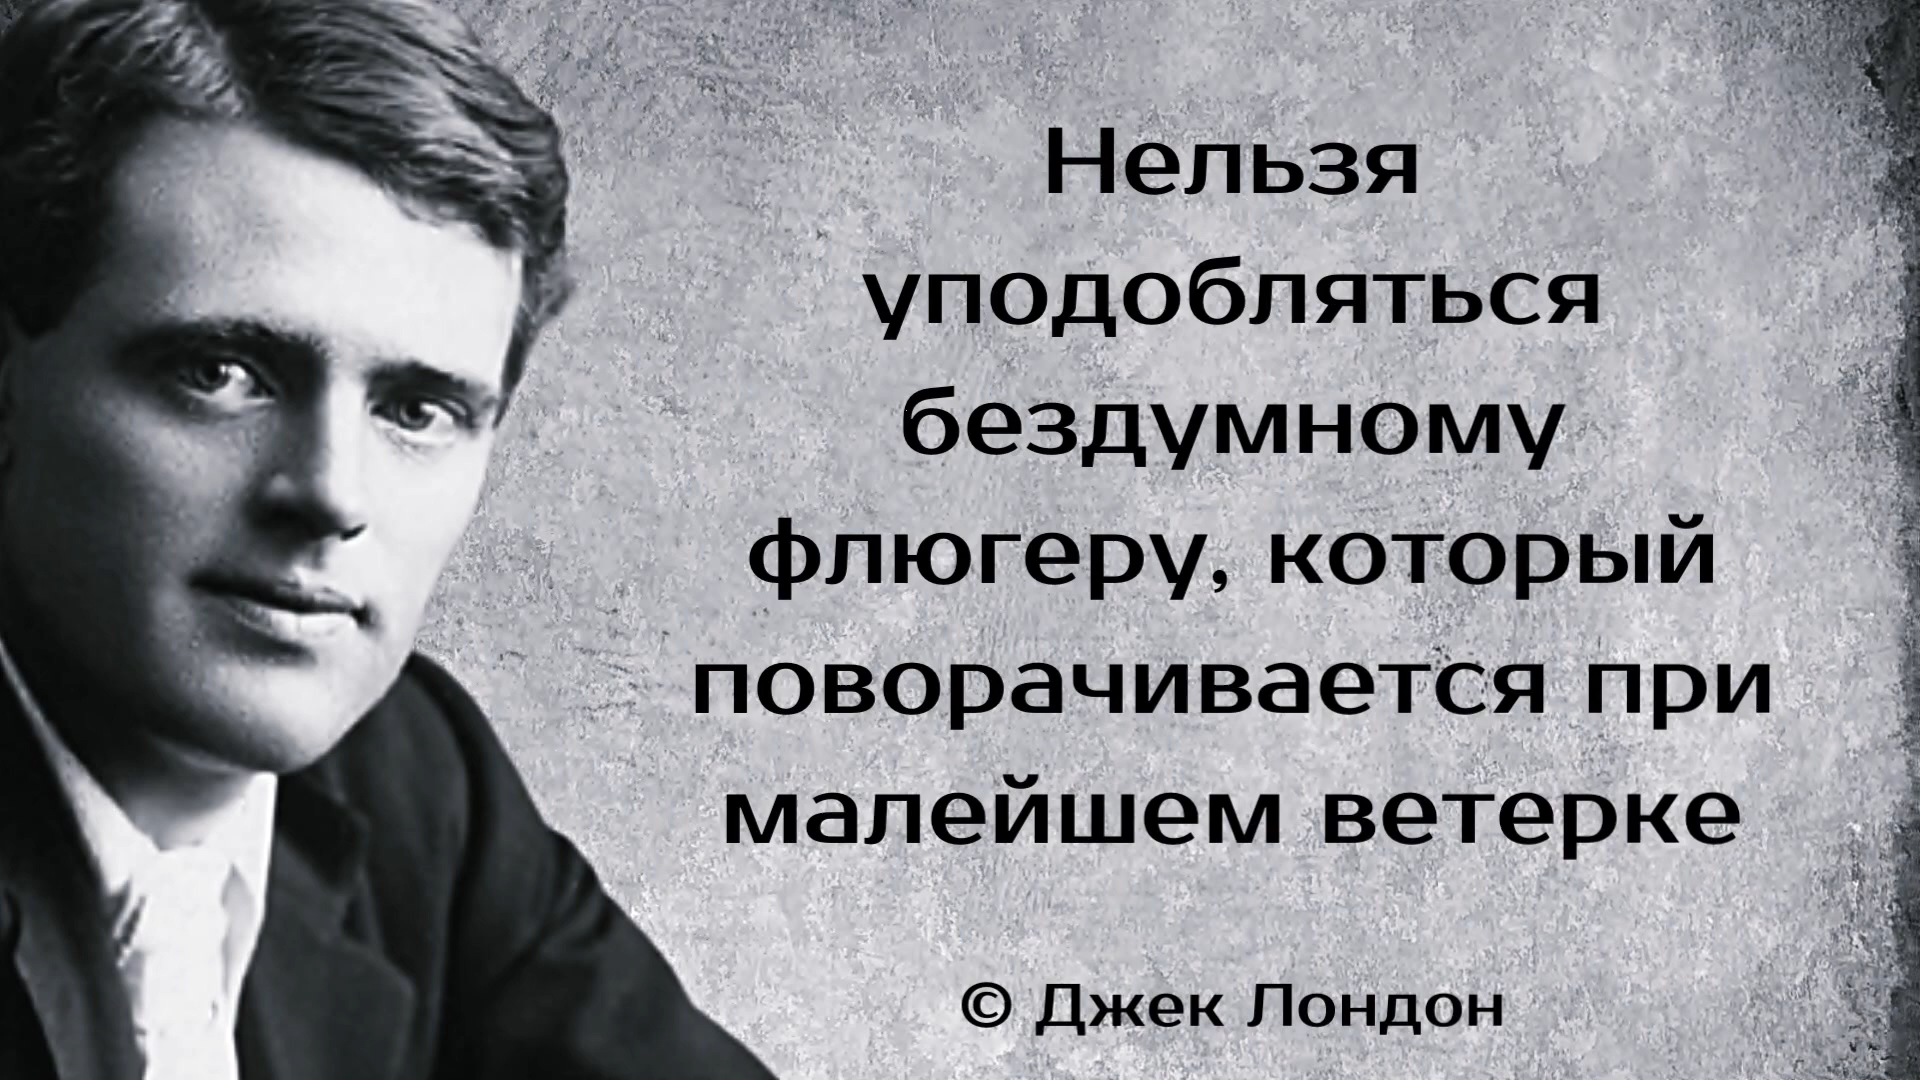 Нельзя
уподобляться
бездумному
флюгеру, который
поворачивается при
малейшем ветерке
© Джек Лондон